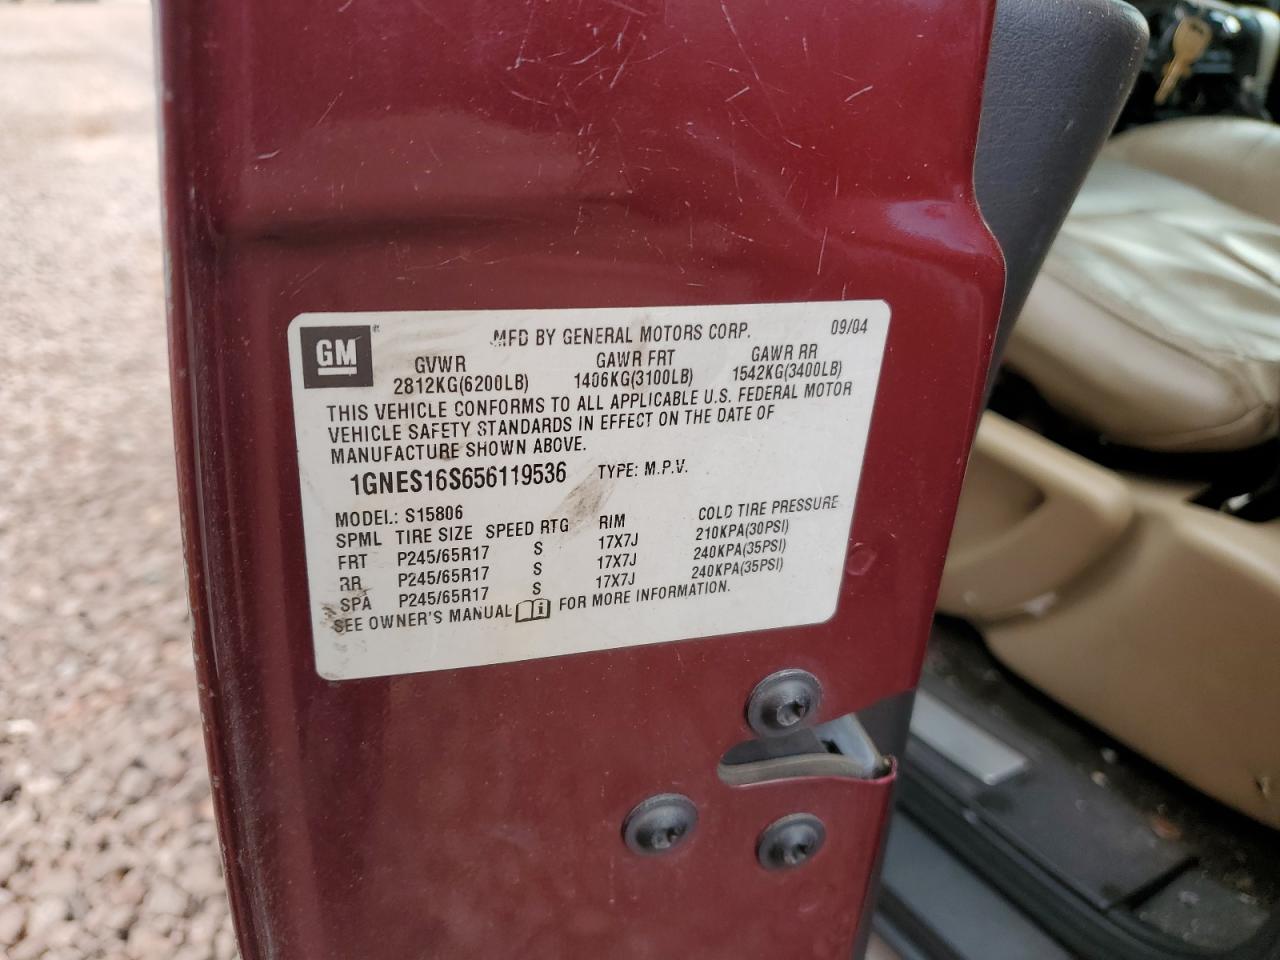 GM
MFD BY GENERAL MOTORS CORP. 09/04
GVWR GAWR FRT GAWR RR
2812KG(6200LB) 1406KG(3100LB) 1542KG(3400LB)
THIS VEHICLE CONFORMS TO ALL APPLICABLE U.S. FEDERAL MOTOR
VEHICLE SAFETY STANDARDS IN EFFECT ON THE DATE OF
MANUFACTURE SHOWN ABOVE.
1GNES16S656119536 TYPE: M.P.V.
MODEL: S15806
SPML TIRE SIZE SPEED RTG RIM COLD TIRE PRESSURE
FRT P245/65R17 S 17X7J 210KPA(30PSI)
RR P245/65R17 S 17X7J 240KPA(35PSI)
SPA P245/65R17 S 17X7J 240KPA(35PSI)
SEE OWNER'S MANUAL i FOR MORE INFORMATION.